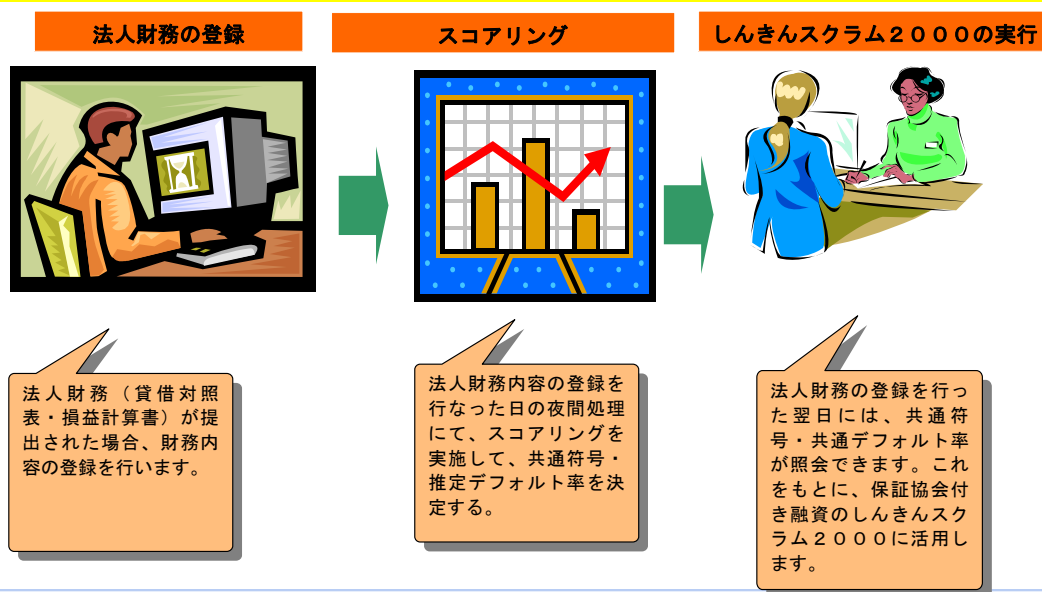 法人財務の登録
スコアリング
しんきんスクラム２０００の実行
法人財務（貸借対照
表・損益計算書）が提
出された場合、財務内
容の登録を行います。
法人財務内容の登録を
行なった日の夜間処理
にて、スコアリングを
実施して、共通符号・
推定デフォルト率を決
定する。
法人財務の登録を行っ
た翌日には、共通符
号・共通デフォルト率
が照会できます。これ
をもとに、保証協会付
き融資のしんきんスク
ラム２０００に活用し
ます。